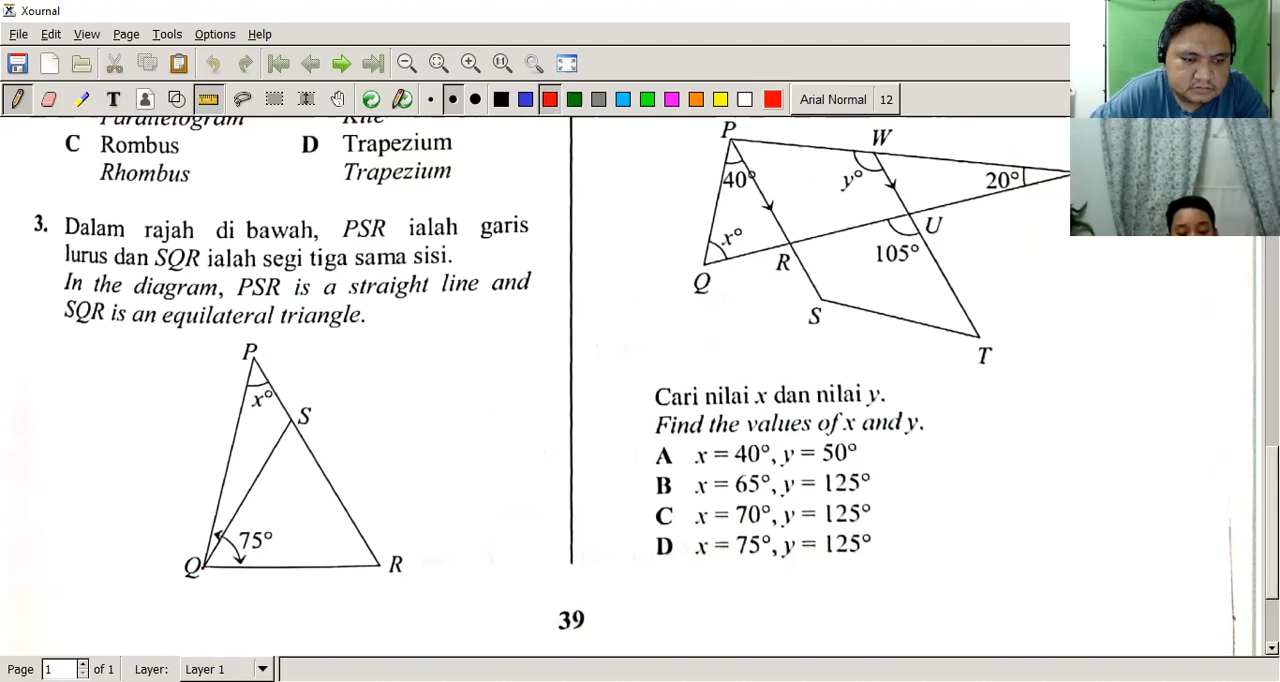 Xournal
File Edit View Page Tools Options Help
Arial Normal 12
Parallelogram Kite
C Rombus D Trapezium
Rhombus Trapezium
3. Dalam rajah di bawah, PSR ialah garis
lurus dan SQR ialah segi tiga sama sisi.
In the diagram, PSR is a straight line and
SQR is an equilateral triangle.
P
x°
S
75°
Q
R
P
W
40°
y°
20°
x°
U
105°
R
Q
S
T
Cari nilai x dan nilai y.
Find the values of x and y.
A x = 40°, y = 50°
B x = 65°, y = 125°
C x = 70°, y = 125°
D x = 75°, y = 125°
39
Page 1 of 1 Layer: Layer 1